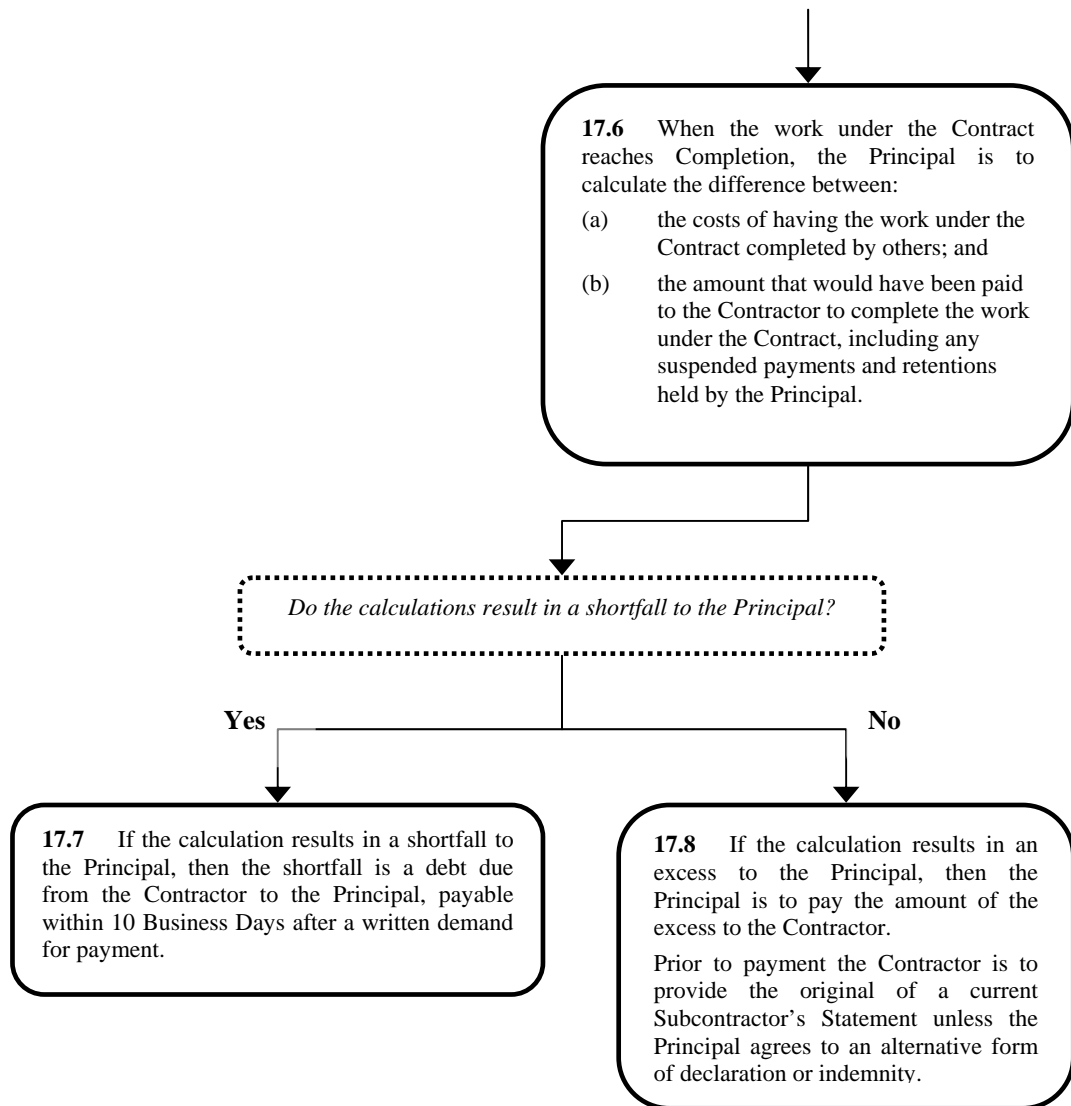 17.6 When the work under the Contract
reaches Completion, the Principal is to
calculate the difference between:
(a) the costs of having the work under the
Contract completed by others; and
(b) the amount that would have been paid
to the Contractor to complete the work
under the Contract, including any
suspended payments and retentions
held by the Principal.
Do the calculations result in a shortfall to the Principal?
Yes
No
17.7 If the calculation results in a shortfall to
the Principal, then the shortfall is a debt due
from the Contractor to the Principal, payable
within 10 Business Days after a written demand
for payment.
17.8 If the calculation results in an
excess to the Principal, then the
Principal is to pay the amount of the
excess to the Contractor.
Prior to payment the Contractor is to
provide the original of a current
Subcontractor's Statement unless the
Principal agrees to an alternative form
of declaration or indemnity.